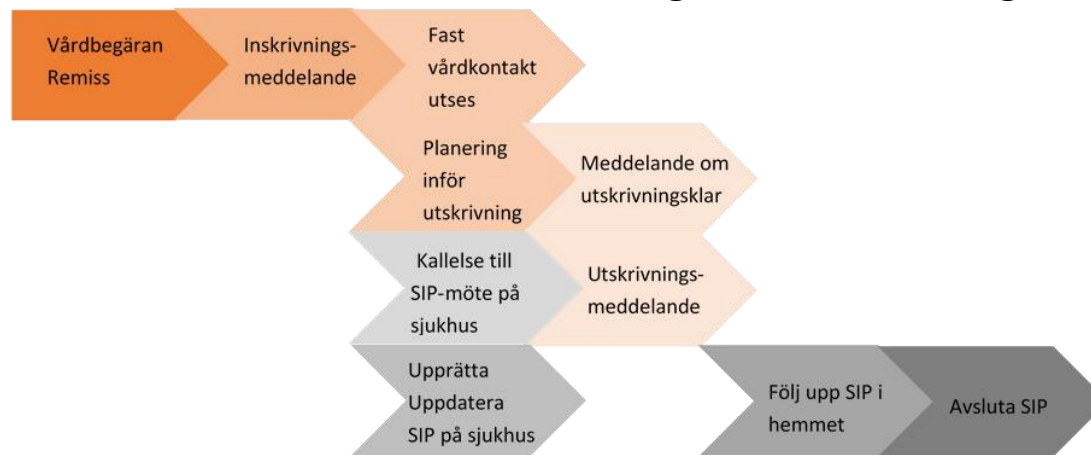 Vårdbegäran
Remiss
Inskrivnings-
meddelande
Fast
vårdkontakt
utses
Planering
inför
utskrivning
Meddelande om
utskrivningsklar
Kallelse till
SIP-möte på
sjukhus
Utskrivnings-
meddelande
Upprätta
Uppdatera
SIP på sjukhus
Följ upp SIP i
hemmet
Avsluta SIP